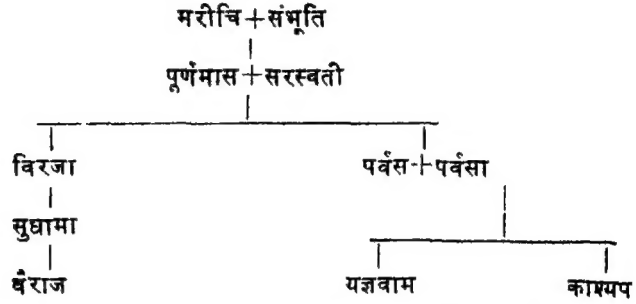 मरीचि + संभूति
पूर्णमास + सरस्वती
विरजा पर्वस + पर्वसा
सुधामा
वैराज यज्ञवाम काश्यप